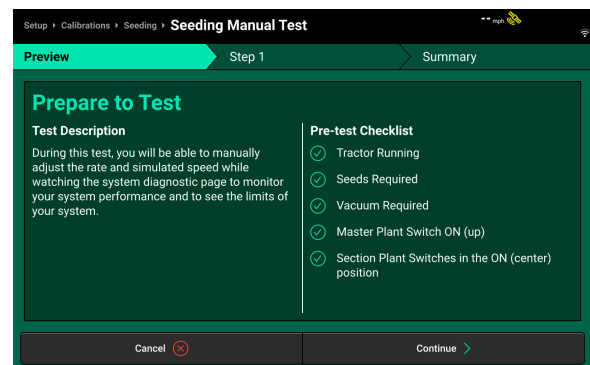 Setup ▸ Calibrations ▸ Seeding ▸ Seeding Manual Test
-- mph
Preview
Step 1
Summary
Prepare to Test
Test Description
During this test, you will be able to manually
adjust the rate and simulated speed while
watching the system diagnostic page to monitor
your system performance and to see the limits of
your system.
Pre-test Checklist
Tractor Running
Seeds Required
Vacuum Required
Master Plant Switch ON (up)
Section Plant Switches in the ON (center)
position
Cancel
Continue